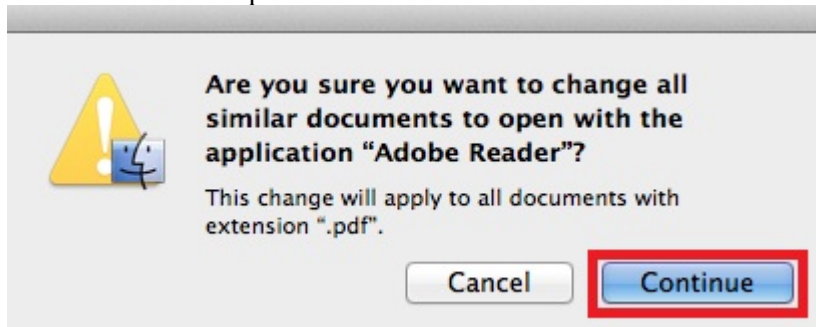 Are you sure you want to change all
similar documents to open with the
application “Adobe Reader”?
This change will apply to all documents with
extension “.pdf”.
Cancel
Continue